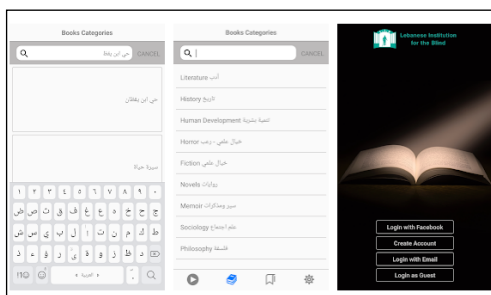 Books Categories
حي ابن يقظ
CANCEL
حي ابن يقظان
سيرة حياة
١ ٢ ٣ ٤ ٥ ٦ ٧ ٨ ٩ ٠
ض ص ق ف غ ع ه خ ح ج
ش س ي ب ل ا ن م ك ط
ذ ء ؤ ر ى ة و ز ظ د
!?١
العربية
Books Categories
CANCEL
Literature أدب
History تاريخ
Human Development تنمية بشرية
Horror خيال علمي - رعب
Fiction خيال علمي
Novels روايات
Memoir سير ومذكرات
Sociology علم اجتماع
Philosophy فلسفة
Lebanese Institution
for the Blind
Login with Facebook
Create Account
Login with Email
Login as Guest